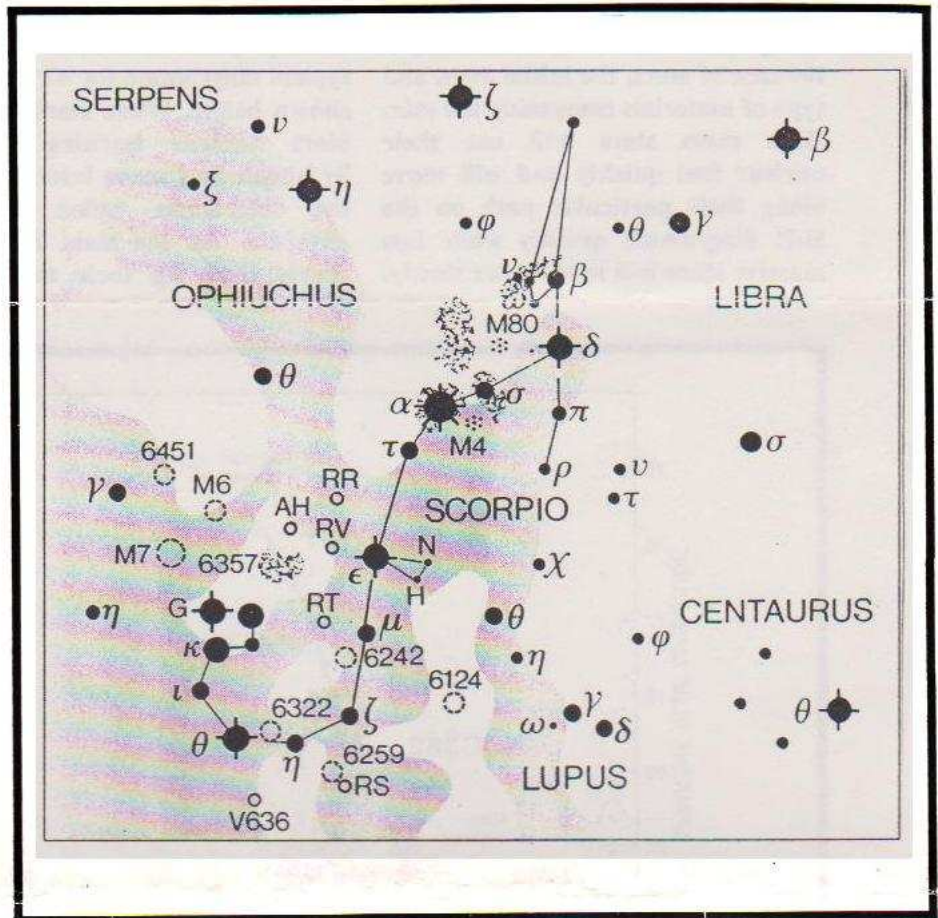 SERPENS
ζ
ν
β
ζ
η
φ
θ
γ
ν
β
OPHIUCHUS
LIBRA
M80
δ
θ
α
σ
π
M4
τ
σ
6451
ρ
υ
γ
M6
RR
SCORPIO
τ
AH
RV
M7
6357
ε
N
χ
H
η
G
RT
μ
θ
CENTAURUS
κ
φ
6242
η
ι
6124
6322
ζ
γ
θ
ω
δ
θ
η
6259
LUPUS
RS
V636